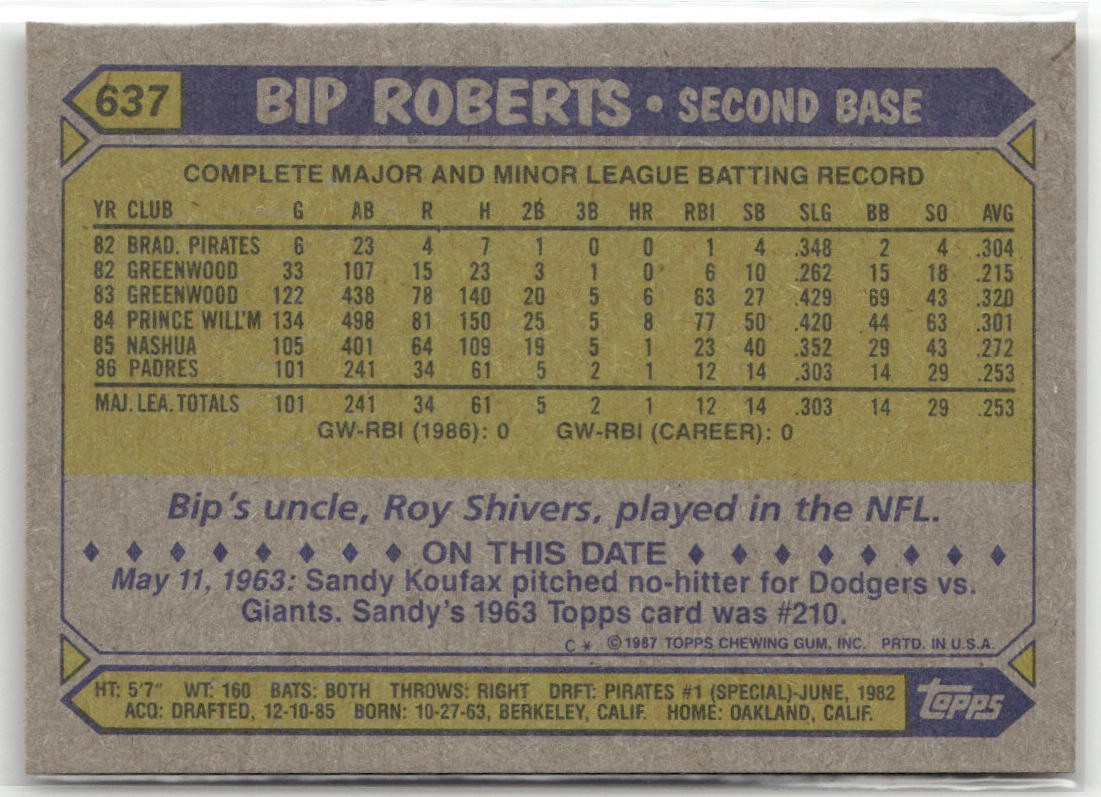 637 BIP ROBERTS • SECOND BASE
COMPLETE MAJOR AND MINOR LEAGUE BATTING RECORD
YR CLUB G AB R H 2B 3B HR RBI SB SLG BB SO AVG
82 BRAD. PIRATES 6 23 4 7 1 0 0 1 4 .348 2 4 .304
82 GREENWOOD 33 107 15 23 3 1 0 6 10 .262 15 18 .215
83 GREENWOOD 122 438 78 140 20 5 6 63 27 .429 69 43 .320
84 PRINCE WILL'M 134 498 81 150 25 5 8 77 50 .420 44 63 .301
85 NASHUA 105 401 64 109 19 5 1 23 40 .352 29 43 .272
86 PADRES 101 241 34 61 5 2 1 12 14 .303 14 29 .253
MAJ. LEA. TOTALS 101 241 34 61 5 2 1 12 14 .303 14 29 .253
GW-RBI (1986): 0 GW-RBI (CAREER): 0
Bip's uncle, Roy Shivers, played in the NFL.
♦ ♦ ♦ ♦ ♦ ♦ ♦ ♦ ON THIS DATE ♦ ♦ ♦ ♦ ♦ ♦ ♦ ♦
May 11, 1963: Sandy Koufax pitched no-hitter for Dodgers vs.
Giants. Sandy's 1963 Topps card was #210.
C * © 1987 TOPPS CHEWING GUM, INC. PRTD. IN U.S.A.
HT: 5'7" WT: 160 BATS: BOTH THROWS: RIGHT DRFT: PIRATES #1 (SPECIAL)-JUNE, 1982
ACQ: DRAFTED, 12-10-85 BORN: 10-27-63, BERKELEY, CALIF. HOME: OAKLAND, CALIF.
topps